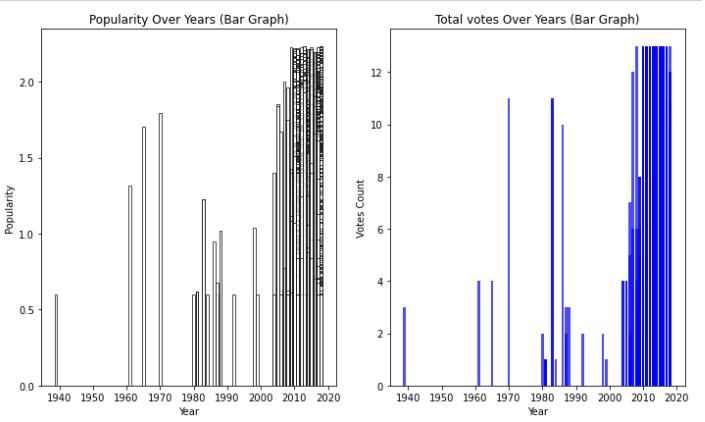 Popularity Over Years (Bar Graph)
Popularity
2.0
1.5
1.0
0.5
0.0
1940 1950 1960 1970 1980 1990 2000 2010 2020
Year
Total votes Over Years (Bar Graph)
Votes Count
12
10
8
6
4
2
0
1940 1950 1960 1970 1980 1990 2000 2010 2020
Year